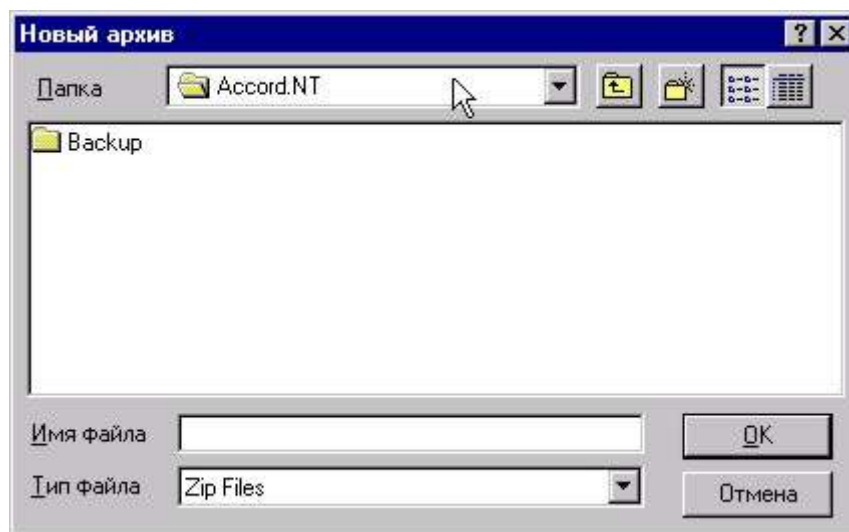 Новый архив
Папка
Accord.NT
Backup
Имя файла
OK
Тип файла
Zip Files
Отмена